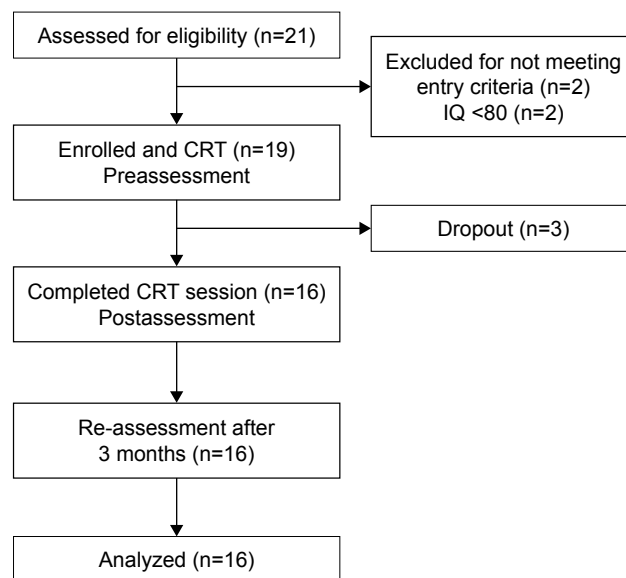 Assessed for eligibility (n=21)
Excluded for not meeting
entry criteria (n=2)
IQ <80 (n=2)
Enrolled and CRT (n=19)
Preassessment
Dropout (n=3)
Completed CRT session (n=16)
Postassessment
Re-assessment after
3 months (n=16)
Analyzed (n=16)